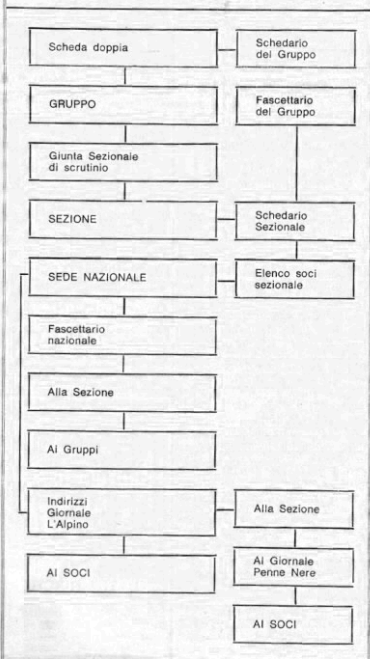 Scheda doppia
Schedario
del Gruppo
GRUPPO
Fascettario
del Gruppo
Giunta Sezionale
di scrutinio
SEZIONE
Schedario
Sezionale
SEDE NAZIONALE
Elenco soci
sezionale
Fascettario
nazionale
Alla Sezione
Ai Gruppi
Indirizzi
Giornale
L'Alpino
Alla Sezione
AI SOCI
Al Giornale
Penne Nere
AI SOCI